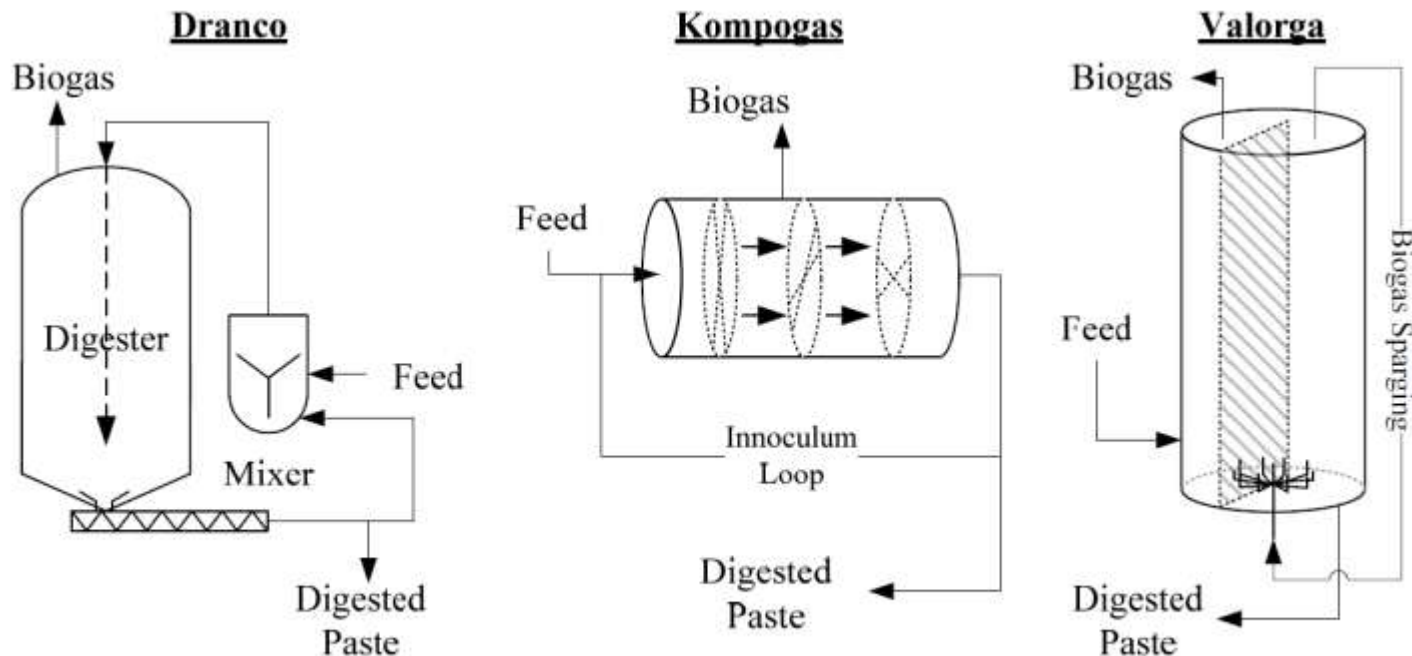 Dranco
Biogas
Digester
Feed
Mixer
Digested
Paste
Kompogas
Biogas
Feed
Innoculum
Loop
Digested
Paste
Valorga
Biogas
Feed
Biogas Sparging
Digested
Paste